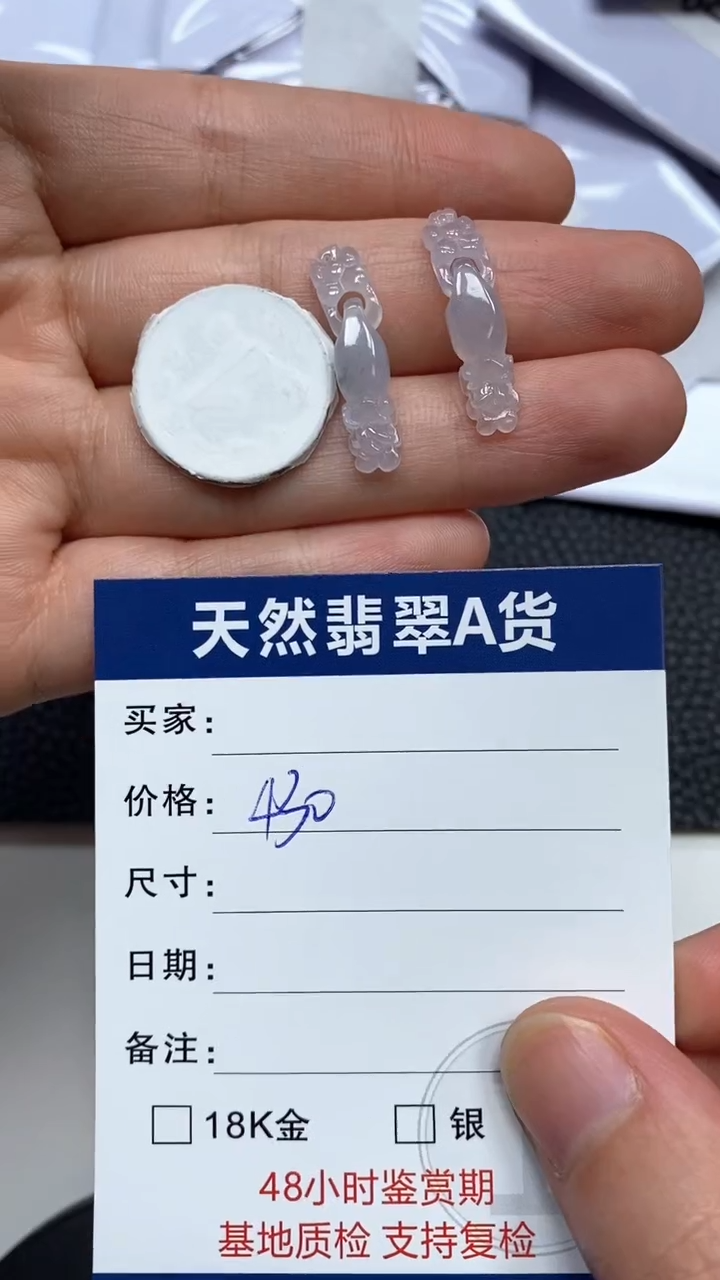 天然翡翠A货
买家:
价格: 430
尺寸:
日期:
备注:
18K金 银
48小时鉴赏期
基地质检 支持复检